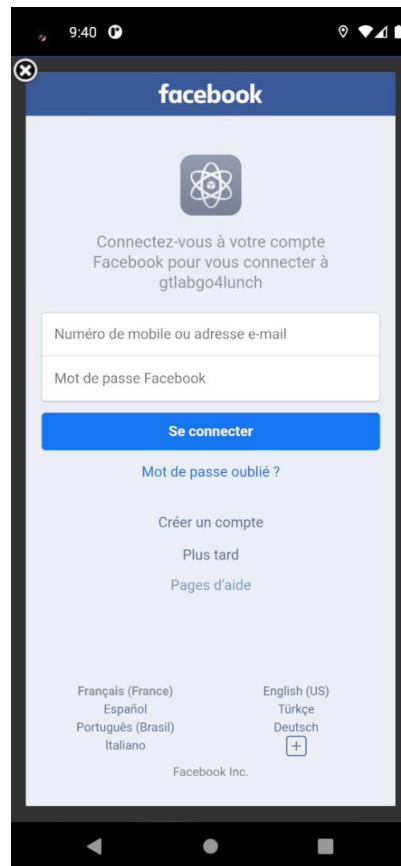 9:40
facebook
Connectez-vous à votre compte
Facebook pour vous connecter à
gtlabgo4lunch
Numéro de mobile ou adresse e-mail
Mot de passe Facebook
Se connecter
Mot de passe oublié ?
Créer un compte
Plus tard
Pages d'aide
Français (France)
English (US)
Español
Türkçe
Português (Brasil)
Deutsch
Italiano
Facebook Inc.